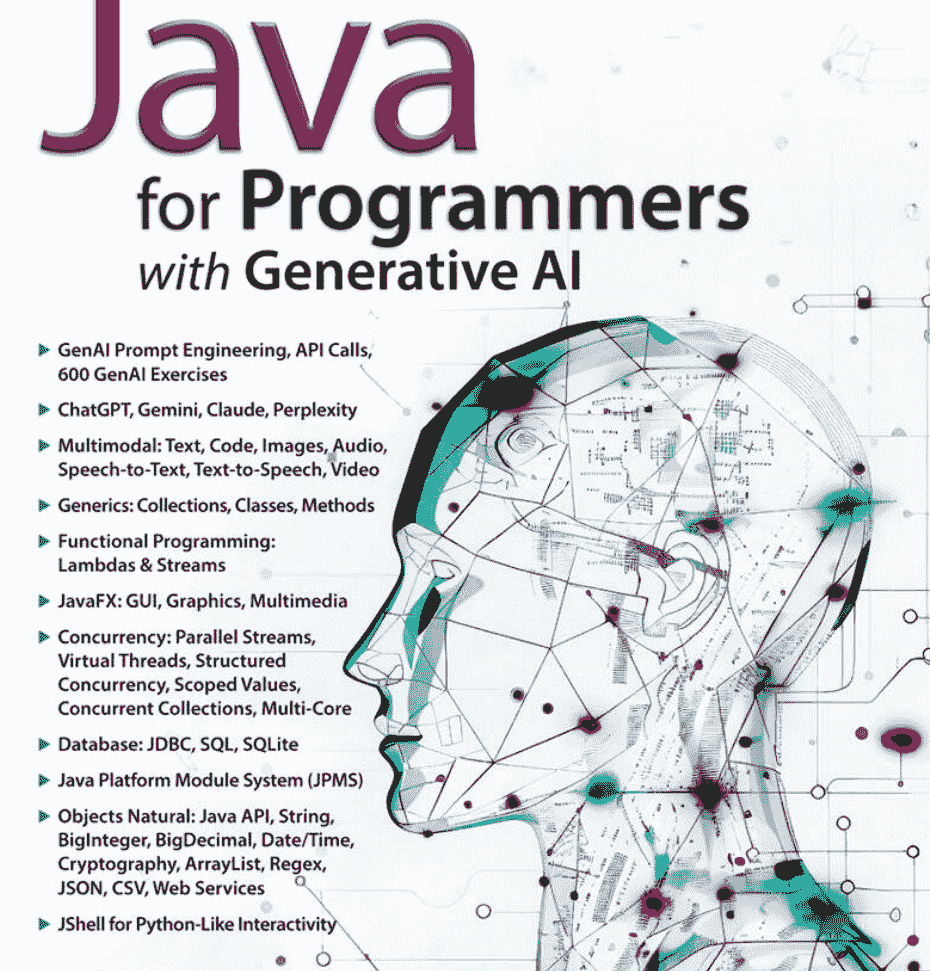 Java
for Programmers
with Generative AI
GenAI Prompt Engineering, API Calls,
600 GenAI Exercises
ChatGPT, Gemini, Claude, Perplexity
Multimodal: Text, Code, Images, Audio,
Speech-to-Text, Text-to-Speech, Video
Generics: Collections, Classes, Methods
Functional Programming:
Lambdas & Streams
JavaFX: GUI, Graphics, Multimedia
Concurrency: Parallel Streams,
Virtual Threads, Structured
Concurrency, Scoped Values,
Concurrent Collections, Multi-Core
Database: JDBC, SQL, SQLite
Java Platform Module System (JPMS)
Objects Natural: Java API, String,
BigInteger, BigDecimal, Date/Time,
Cryptography, ArrayList, Regex,
JSON, CSV, Web Services
JShell for Python-Like Interactivity